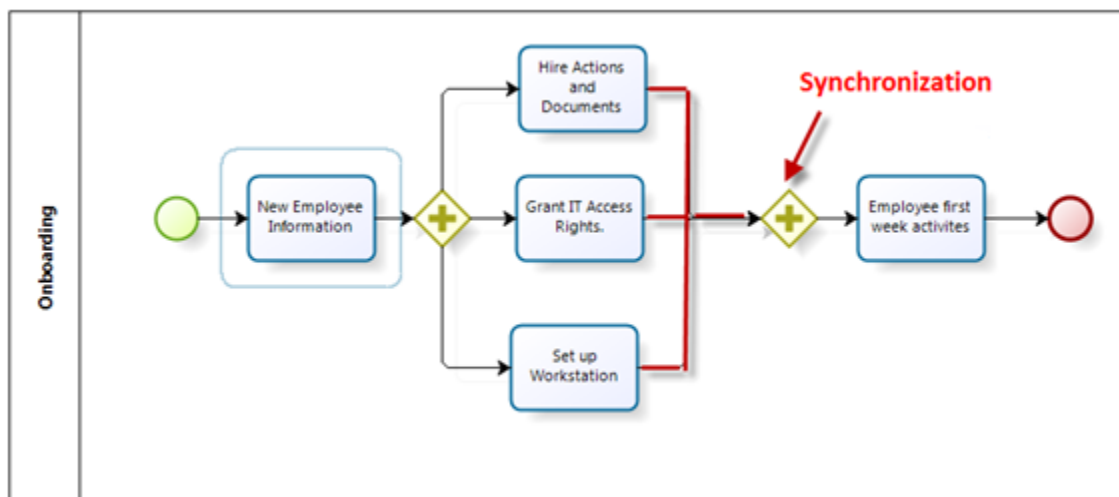 Onboarding
New Employee
Information
Hire Actions
and
Documents
Grant IT Access
Rights.
Set up
Workstation
Synchronization
Employee first
week activites